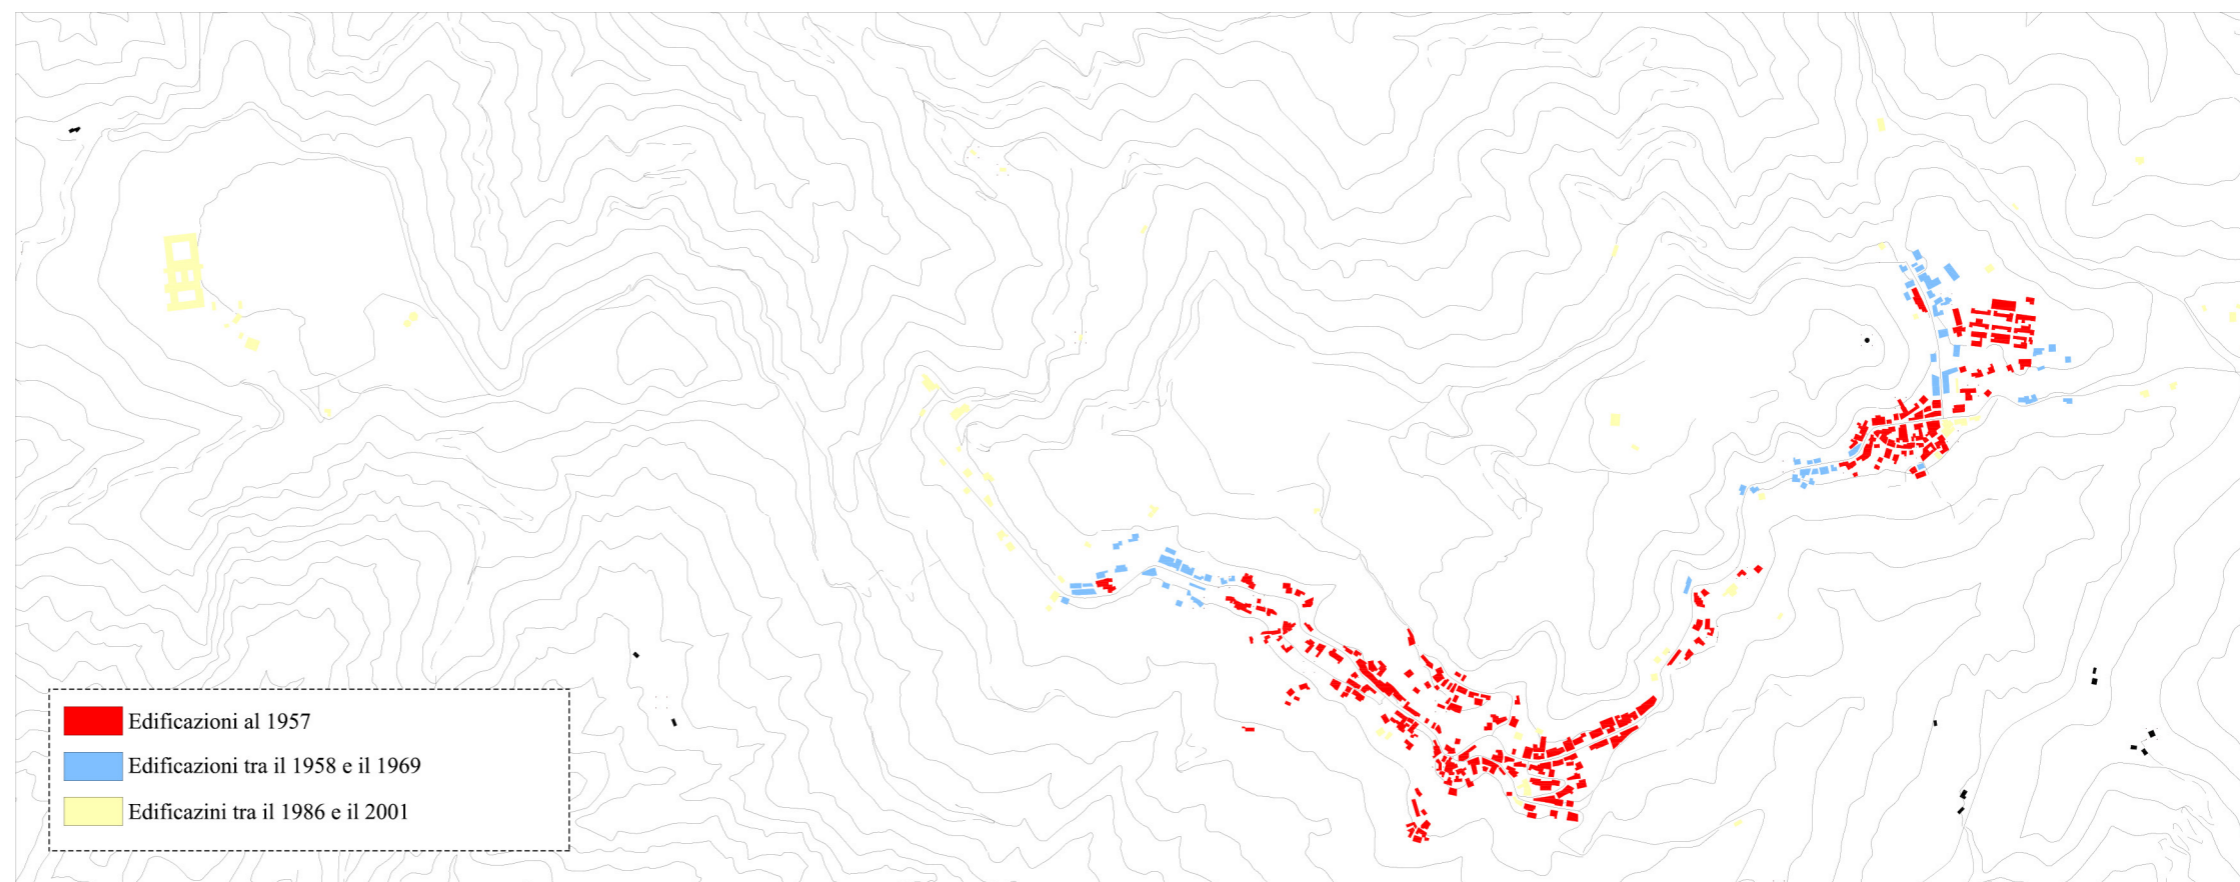 Edificazioni al 1957
Edificazioni tra il 1958 e il 1969
Edificazini tra il 1986 e il 2001